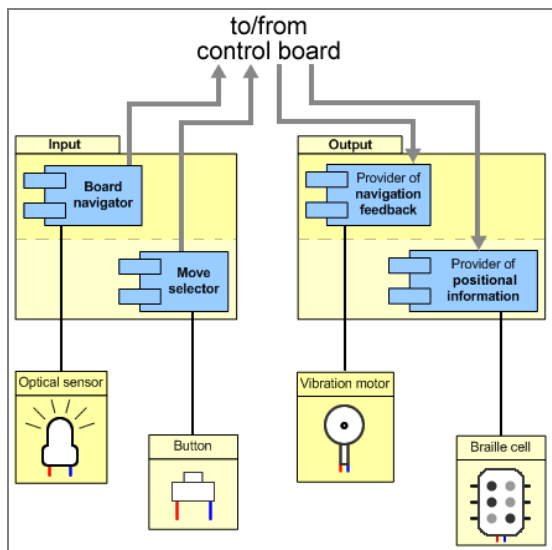 to/from
control board
Input
Output
Board
navigator
Provider of
navigation
feedback
Move
selector
Provider of
positional
information
Optical sensor
Vibration motor
Button
Braille cell